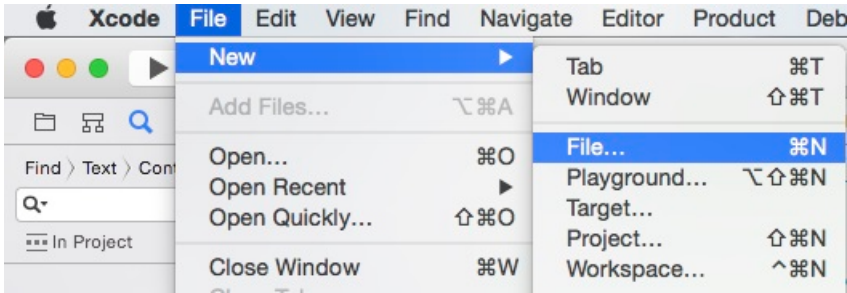 Xcode File Edit View Find Navigate Editor Product Deb
New
Tab ⌘T
Window ⇧⌘T
Add Files... ⌥⌘A
File... ⌘N
Find 〉 Text 〉 Con
Open... ⌘O
Playground... ⌥⇧⌘N
Open Recent
Target...
Open Quickly... ⇧⌘O
Project... ⇧⌘N
In Project
Close Window ⌘W
Workspace... ^⌘N